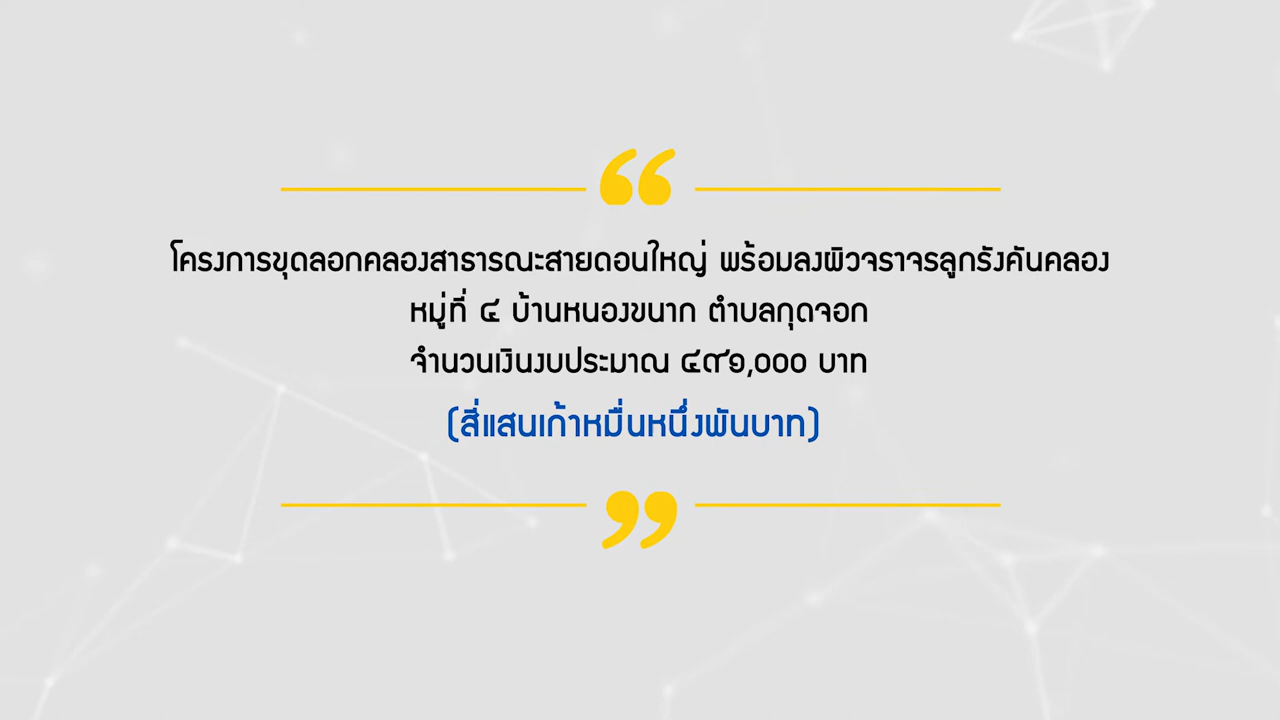 “
โครงการขุดลอกคลองสาธารณะสายดอนใหญ่ พร้อมลงผิวจราจรลูกรังคันคลอง
หมู่ที่ ๔ บ้านหนองขนาก ตำบลกุดจอก
จำนวนเงินงบประมาณ ๔๙๑,๐๐๐ บาท
(สี่แสนเก้าหมื่นหนึ่งพันบาท)
”